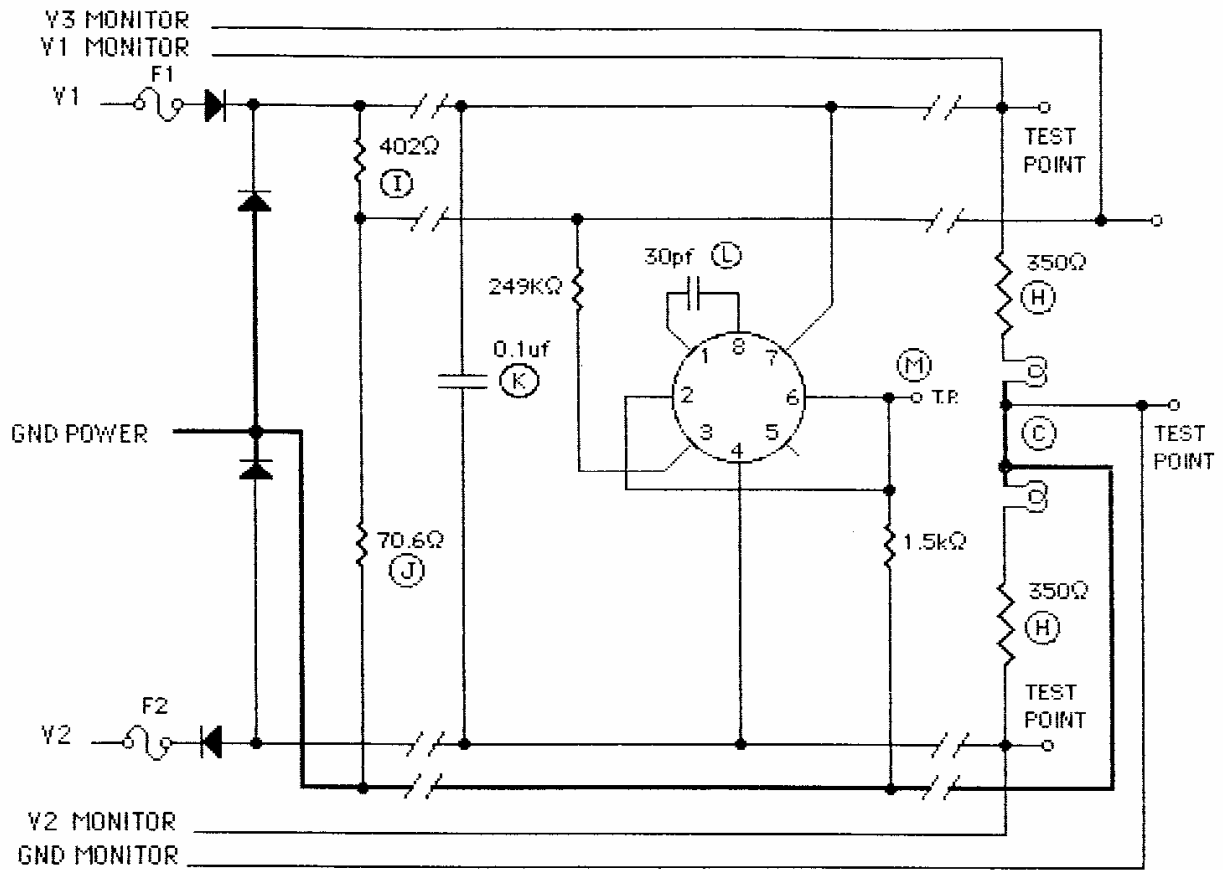 V3 MONITOR
V1 MONITOR
F1
V1
TEST
POINT
402Ω
I
30pf L
249KΩ
350Ω
H
0.1uf
K
1 8 7
2 6
3 4 5
M
T.P.
GND POWER
C
TEST
POINT
70.6Ω
J
1.5kΩ
350Ω
H
F2
V2
TEST
POINT
V2 MONITOR
GND MONITOR